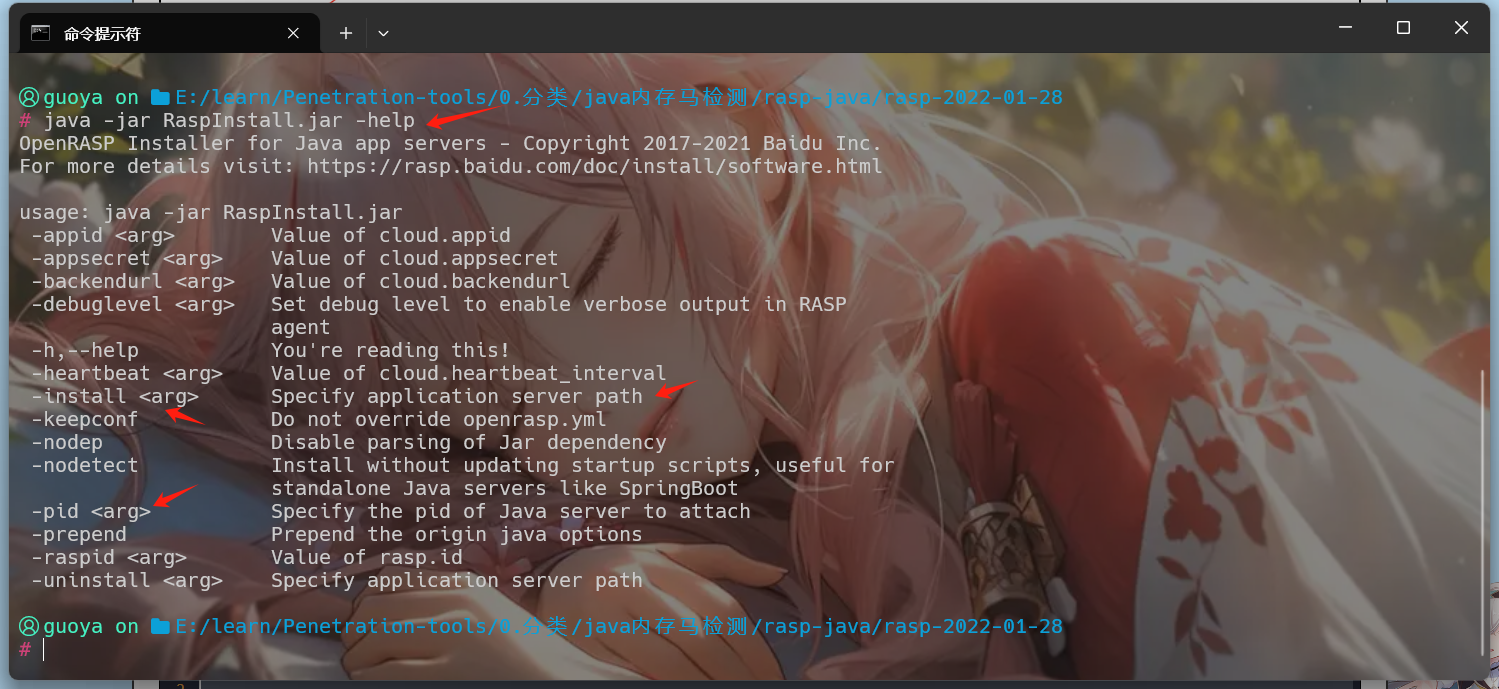 命令提示符
guoya on E:/learn/Penetration-tools/0.分类/java内存马检测/rasp-java/rasp-2022-01-28
# java -jar RaspInstall.jar -help
OpenRASP Installer for Java app servers - Copyright 2017-2021 Baidu Inc.
For more details visit: https://rasp.baidu.com/doc/install/software.html
usage: java -jar RaspInstall.jar
-appid <arg> Value of cloud.appid
-appsecret <arg> Value of cloud.appsecret
-backendurl <arg> Value of cloud.backendurl
-debuglevel <arg> Set debug level to enable verbose output in RASP
agent
-h,--help You're reading this!
-heartbeat <arg> Value of cloud.heartbeat_interval
-install <arg> Specify application server path
-keepconf Do not override openrasp.yml
-nodep Disable parsing of Jar dependency
-nodetect Install without updating startup scripts, useful for
standalone Java servers like SpringBoot
-pid <arg> Specify the pid of Java server to attach
-prepend Prepend the origin java options
-raspid <arg> Value of rasp.id
-uninstall <arg> Specify application server path
guoya on E:/learn/Penetration-tools/0.分类/java内存马检测/rasp-java/rasp-2022-01-28
#